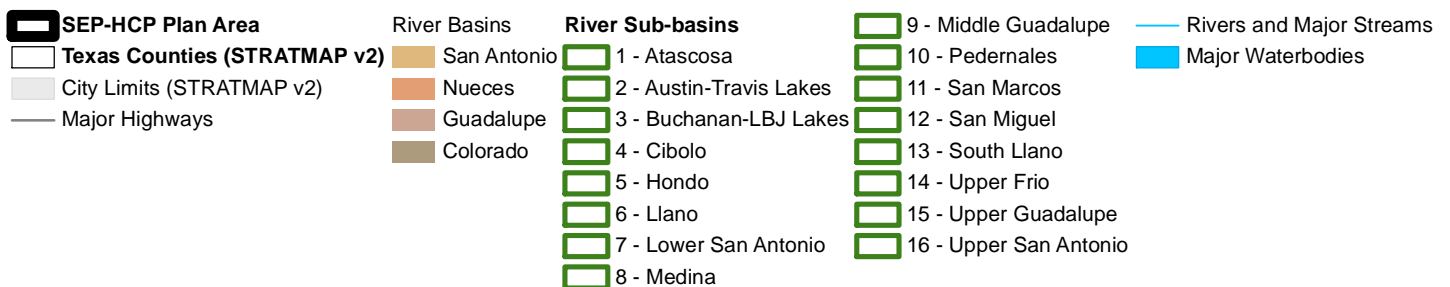 SEP-HCP Plan Area
Texas Counties (STRATMAP v2)
City Limits (STRATMAP v2)
Major Highways
River Basins
San Antonio
Nueces
Guadalupe
Colorado
River Sub-basins
1 - Atascosa
2 - Austin-Travis Lakes
3 - Buchanan-LBJ Lakes
4 - Cibolo
5 - Hondo
6 - Llano
7 - Lower San Antonio
8 - Medina
9 - Middle Guadalupe
10 - Pedernales
11 - San Marcos
12 - San Miguel
13 - South Llano
14 - Upper Frio
15 - Upper Guadalupe
16 - Upper San Antonio
Rivers and Major Streams
Major Waterbodies